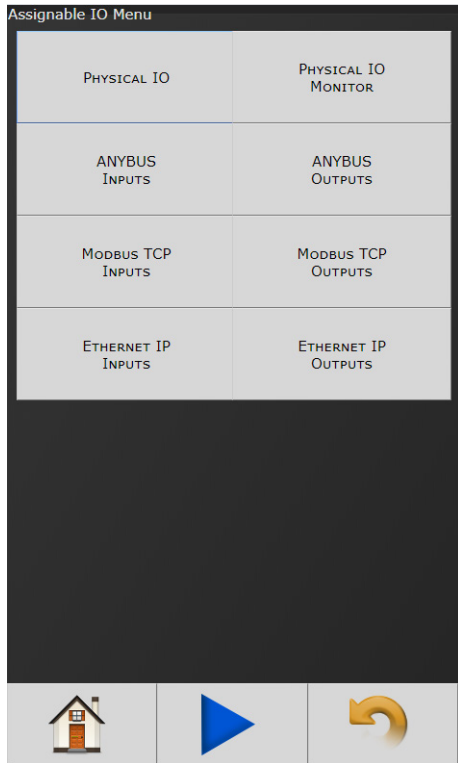 Assignable IO Menu
Physical IO
Physical IO
Monitor
ANYBUS
Inputs
ANYBUS
Outputs
Modbus TCP
Inputs
Modbus TCP
Outputs
Ethernet IP
Inputs
Ethernet IP
Outputs